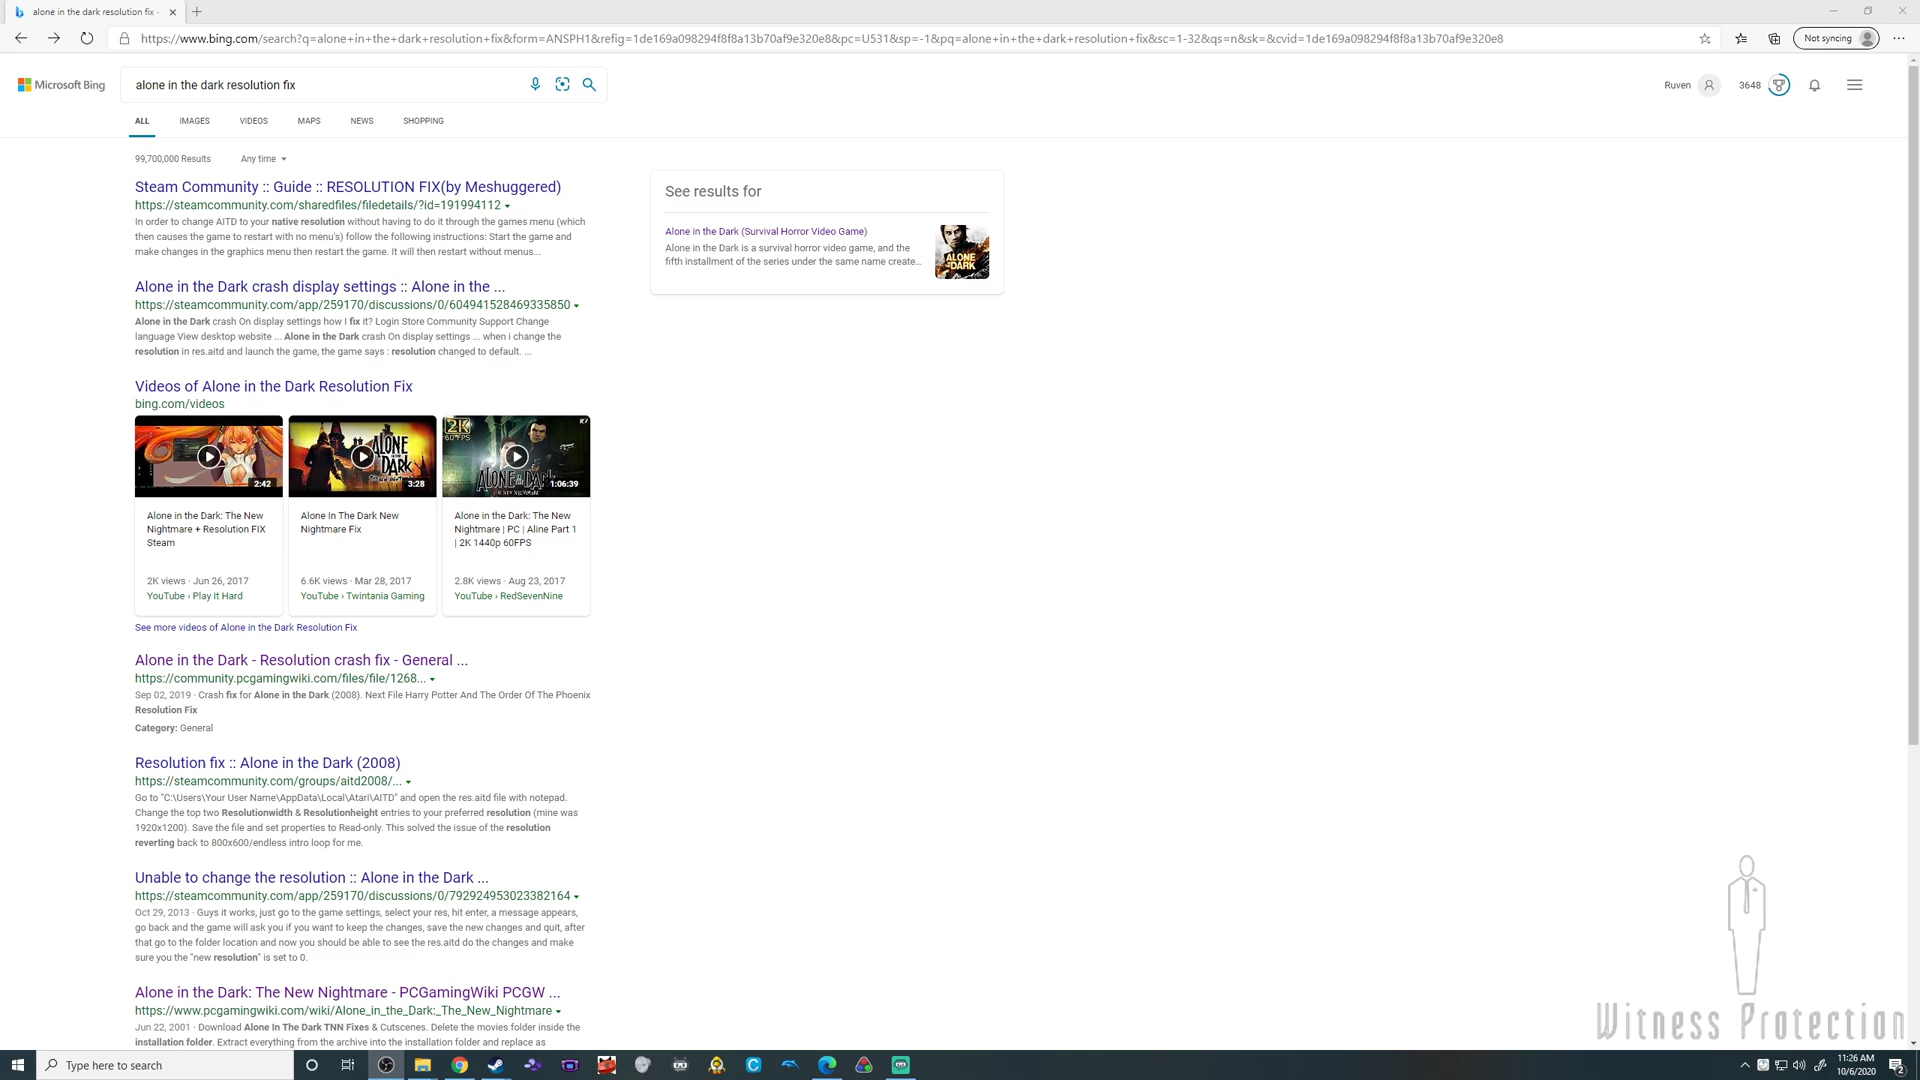 alone in the dark resolution fix -
https://www.bing.com/search?q=alone+in+the+dark+resolution+fix&form=ANSPH1&refig=1de169a098294f8f8a13b70af9e320e8&pc=U531&sp=-1&pq=alone+in+the+dark+resolution+fix&sc=1-32&qs=n&sk=&cvid=1de169a098294f8f8a13b70af9e320e8
Not syncing
Microsoft Bing
alone in the dark resolution fix
Ruven
3648
ALL IMAGES VIDEOS MAPS NEWS SHOPPING
99,700,000 Results Any time
Steam Community :: Guide :: RESOLUTION FIX(by Meshuggered)
https://steamcommunity.com/sharedfiles/filedetails/?id=191994112
In order to change AITD to your native resolution without having to do it through the games menu (which
then causes the game to restart with no menu's) follow the following instructions: Start the game and
make changes in the graphics menu then restart the game. It will then restart without menus...
See results for
Alone in the Dark (Survival Horror Video Game)
Alone in the Dark is a survival horror video game, and the
fifth installment of the series under the same name create...
ALONE
IN THE
DARK
Alone in the Dark crash display settings :: Alone in the ...
https://steamcommunity.com/app/259170/discussions/0/604941528469335850
Alone in the Dark crash On display settings how I fix it? Login Store Community Support Change
language View desktop website ... Alone in the Dark crash On display settings ... when i change the
resolution in res.aitd and launch the game, the game says : resolution changed to default. ...
Videos of Alone in the Dark Resolution Fix
bing.com/videos
2:42
ALONE
DARK
3:28
2K
60FPS
ALONE IN THE DARK
1:06:39
Alone in the Dark: The New
Nightmare + Resolution FIX
Steam
2K views · Jun 26, 2017
YouTube › Play It Hard
Alone In The Dark New
Nightmare Fix
6.6K views · Mar 28, 2017
YouTube › Twintania Gaming
Alone in the Dark: The New
Nightmare | PC | Aline Part 1
| 2K 1440p 60FPS
2.8K views · Aug 23, 2017
YouTube › RedSevenNine
See more videos of Alone in the Dark Resolution Fix
Alone in the Dark - Resolution crash fix - General ...
https://community.pcgamingwiki.com/files/file/1268...
Sep 02, 2019 · Crash fix for Alone in the Dark (2008). Next File Harry Potter And The Order Of The Phoenix
Resolution Fix
Category: General
Resolution fix :: Alone in the Dark (2008)
https://steamcommunity.com/groups/aitd2008/...
Go to "C:\Users\Your User Name\AppData\Local\Atari\AITD" and open the res.aitd file with notepad.
Change the top two Resolutionwidth & Resolutionheight entries to your preferred resolution (mine was
1920x1200). Save the file and set properties to Read-only. This solved the issue of the resolution
reverting back to 800x600/endless intro loop for me.
Unable to change the resolution :: Alone in the Dark ...
https://steamcommunity.com/app/259170/discussions/0/792924953023382164
Oct 29, 2013 · Guys it works, just go to the game settings, select your res, hit enter, a message appears,
go back and the game will ask you if you want to keep the changes, save the new changes and quit, after
that go to the folder location and now you should be able to see the res.aitd do the changes and make
sure you the "new resolution" is set to 0.
Alone in the Dark: The New Nightmare - PCGamingWiki PCGW ...
https://www.pcgamingwiki.com/wiki/Alone_in_the_Dark:_The_New_Nightmare
Jun 22, 2001 · Download Alone In The Dark TNN Fixes & Cutscenes. Delete the movies folder inside the
installation folder. Extract everything from the archive into the installation folder and replace as
Witness Protection
Type here to search
11:26 AM
10/6/2020
2